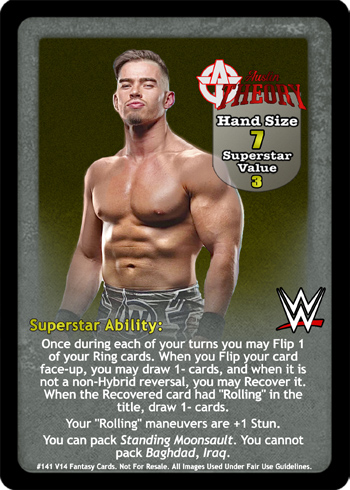 Austin
THEORY
Hand Size
7
Superstar
Value
3
W
Superstar Ability:
Once during each of your turns you may Flip 1
of your Ring cards. When you Flip your card
face-up, you may draw 1- cards, and when it is
not a non-Hybrid reversal, you may Recover it.
When the Recovered card had "Rolling" in the
title, draw 1- cards.
Your "Rolling" maneuvers are +1 Stun.
You can pack Standing Moonsault. You cannot
pack Baghdad, Iraq.
#141 V14 Fantasy Cards. Not For Resale. All Images Used Under Fair Use Guidelines.